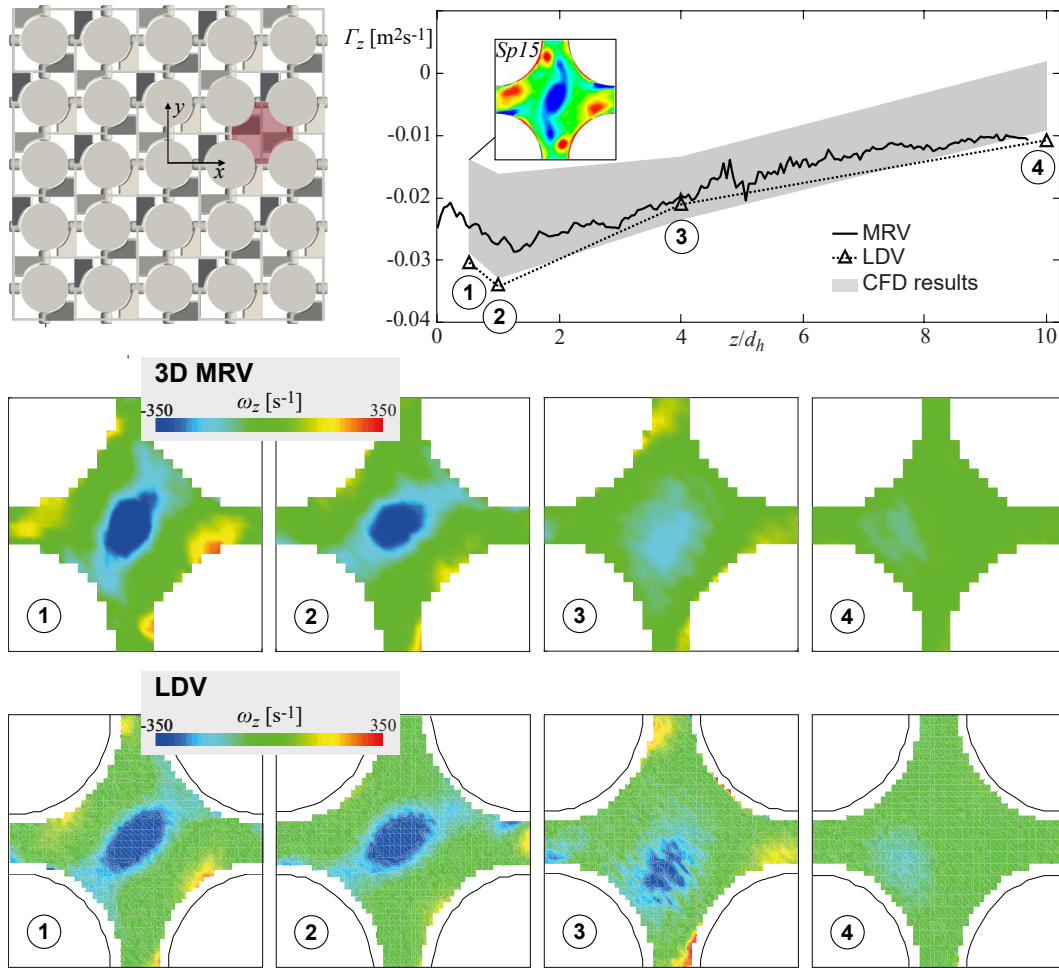 y
x
Γz [m²s-1]
0
-0.01
-0.02
-0.03
-0.04
Sp15
1
2
3
4
MRV
LDV
CFD results
0
2
4
6
8
10
z/dh
3D MRV
ωz [s-1]
-350
350
1
2
3
4
LDV
ωz [s-1]
-350
350
1
2
3
4